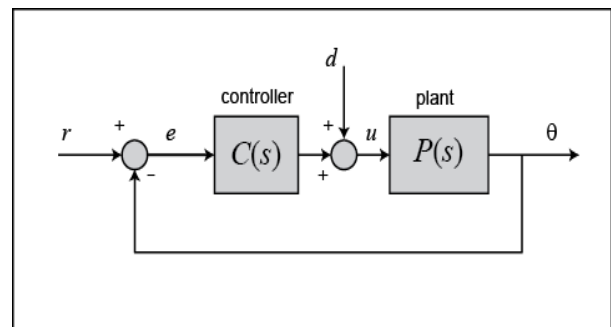 d
controller
plant
r
+
e
C(s)
+
u
P(s)
θ
−
+